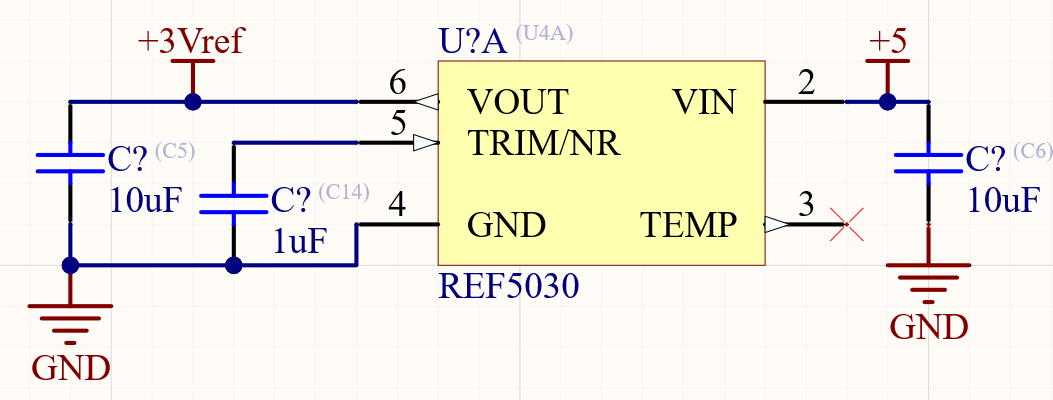 +3Vref
U?A (U4A)
+5
6
VOUT
VIN
2
5
TRIM/NR
C? (C5)
10uF
C? (C14)
1uF
4
GND
TEMP
3
C? (C6)
10uF
REF5030
GND
GND